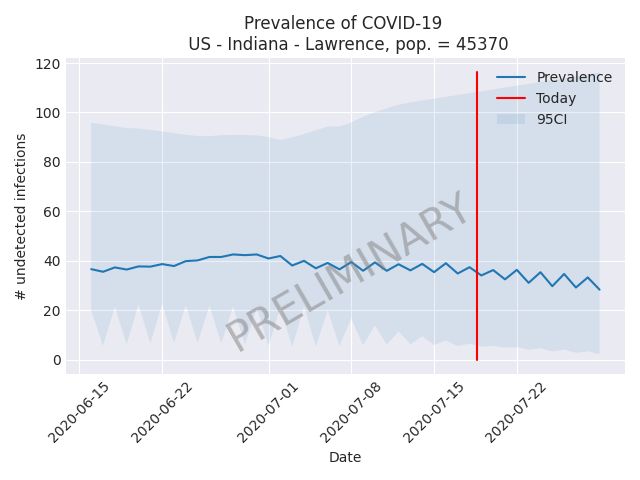 Prevalence of COVID-19
US - Indiana - Lawrence, pop. = 45370
120
100
80
60
40
20
0
# undetected infections
Prevalence
Today
95CI
PRELIMINARY
2020-06-15
2020-06-22
2020-07-01
2020-07-08
2020-07-15
2020-07-22
Date